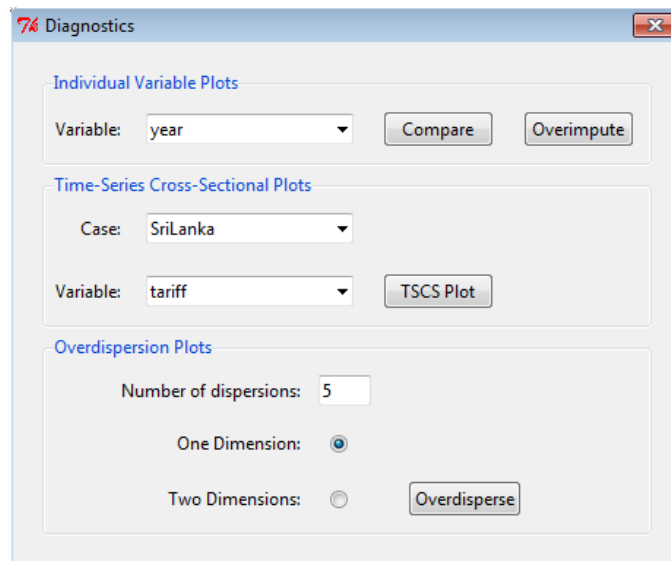 Diagnostics
Individual Variable Plots
Variable: year Compare Overimpute
Time-Series Cross-Sectional Plots
Case: SriLanka
Variable: tariff TSCS Plot
Overdispersion Plots
Number of dispersions: 5
One Dimension:
Two Dimensions: Overdisperse